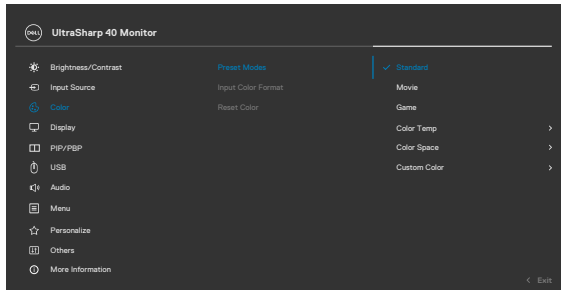 DELL UltraSharp 40 Monitor
Brightness/Contrast Preset Modes Standard
Input Source Input Color Format Movie
Color Reset Color Game
Display Color Temp
PIP/PBP Color Space
USB Custom Color
Audio
Menu
Personalize
Others
More Information
Exit